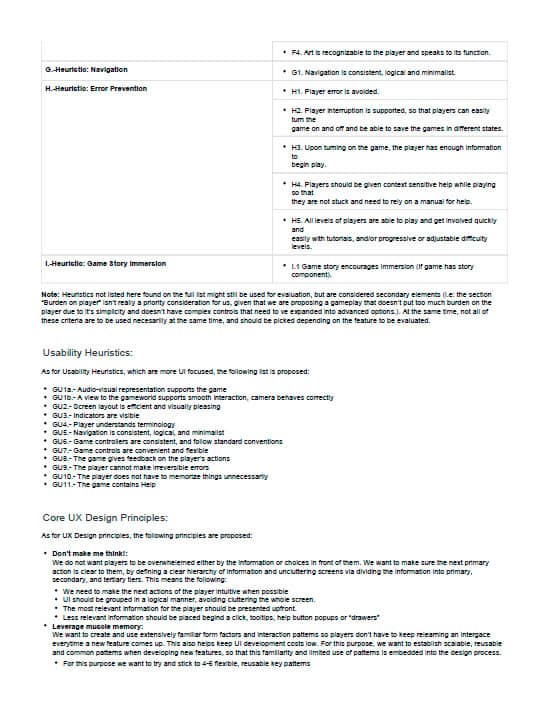 • F4. Art is recognizable to the player and speaks to its function.
G.-Heuristic: Navigation
• G1. Navigation is consistent, logical and minimalist.
H.-Heuristic: Error Prevention
• H1. Player error is avoided.
• H2. Player interruption is supported, so that players can easily
turn the
game on and off and be able to save the games in different states.
• H3. Upon turning on the game, the player has enough information
to
begin play.
• H4. Players should be given context sensitive help while playing
so that
they are not stuck and need to rely on a manual for help.
• H5. All levels of players are able to play and get involved quickly
and
easily with tutorials, and/or progressive or adjustable difficulty
levels.
I.-Heuristic: Game Story Immersion
• I.1 Game story encourages immersion (If game has story
component).
Note: Heuristics not listed here found on the full list might still be used for evaluation, but are considered secondary elements (i.e: the section
"Burden on player" isn't really a priority consideration for us, given that we are proposing a gameplay that doesn't put too much burden on the
player due to it's simplicity and doesn't have complex controls that need to ve expanded into advanced options.). At the same time, not all of
these criteria are to be used necesarily at the same time, and should be picked depending on the feature to be evaluated.
Usability Heuristics:
As for Usability Heuristics, which are more UI focused, the following list is proposed:
• GU1a.- Audio-visual representation supports the game
• GU1b.- A view to the gameworld supports smooth interaction, camera behaves correctly
• GU2.- Screen layout is efficient and visually pleasing
• GU3.- Indicators are visible
• GU4.- Player understands terminology
• GU5.- Navigation is consistent, logical, and minimalist
• GU6.- Game controllers are consistent, and follow standard conventions
• GU7.- Game controls are convenient and flexible
• GU8.- The game gives feedback on the player's actions
• GU9.- The player cannot make irreversible errors
• GU10.- The player does not have to memorize things unnecessarily
• GU11.- The game contains Help
Core UX Design Principles:
As for UX Design principles, the following principles are proposed:
• Don't make me think!:
We do not want players to be overwhelemed either by the information or choices in front of them. We want to make sure the next primary
action is clear to them, by defining a clear hierarchy of information and uncluttering screens via dividing the information into primary,
secondary, and tertiary tiers. This means the following:
• We need to make the next actions of the player intuitive when possible
• UI should be grouped in a logical manner, avoiding cluttering the whole screen.
• The most relevant information for the player should be presented upfront.
• Less relevant information should be placed begind a click, tooltips, help button popups or "drawers"
• Leverage muscle memory:
We want to create and use extensively familiar form factors and interaction patterns so players don't have to keep relearning an intergace
everytime a new feature comes up. This also helps keep UI development costs low. For this purpose, we want to establish scalable, reusable
and common patterns when developing new features, so that this familiarity and limited use of patterns is embedded into the design process.
• For this purpose we want to try and stick to 4-6 flexible, reusable key patterns